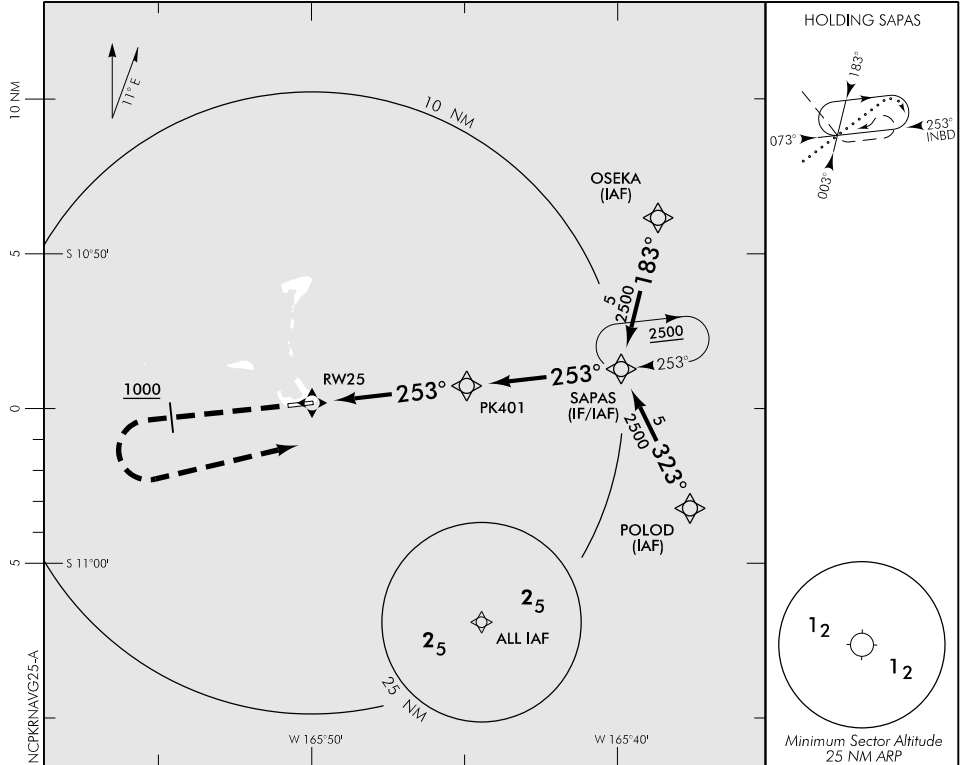 10 NM
5
0
5
11° E
S 10°50'
S 11°00'
W 165°50'
W 165°40'
10 NM
OSEKA
(IAF)
183°
5
2500
2500
253°
253°
253°
RW25
PK401
SAPAS
(IF/IAF)
1000
5
2500
323°
POLOD
(IAF)
25
25
ALL IAF
25 NM
NCPKRNAVG25-A
HOLDING SAPAS
183°
073°
253°
INBD
003°
12
12
Minimum Sector Altitude
25 NM ARP